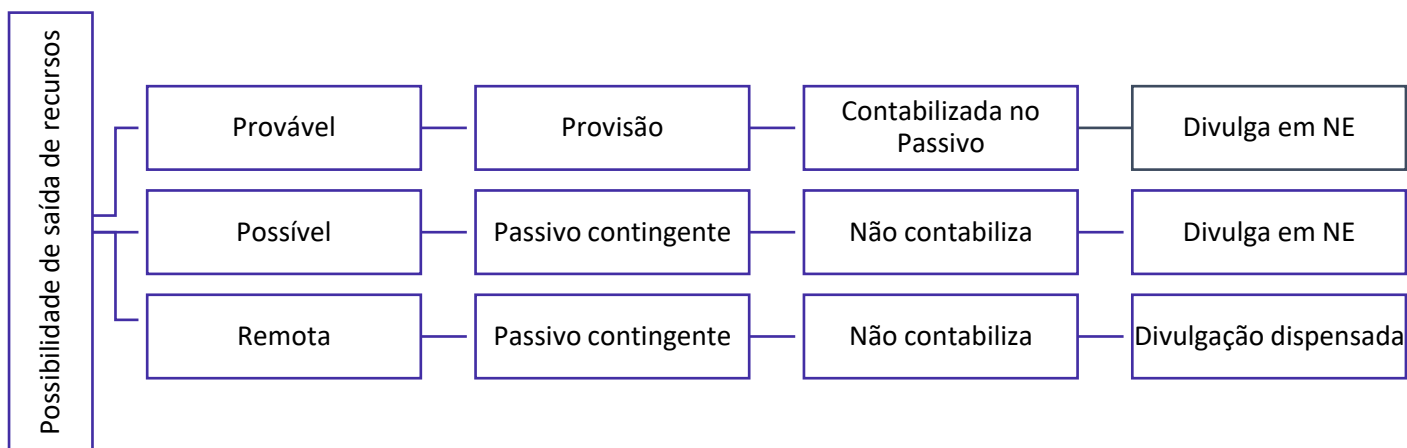 Possibilidade de saída de recursos
Provável
Provisão
Contabilizada no
Passivo
Divulga em NE
Possível
Passivo contingente
Não contabiliza
Divulga em NE
Remota
Passivo contingente
Não contabiliza
Divulgação dispensada